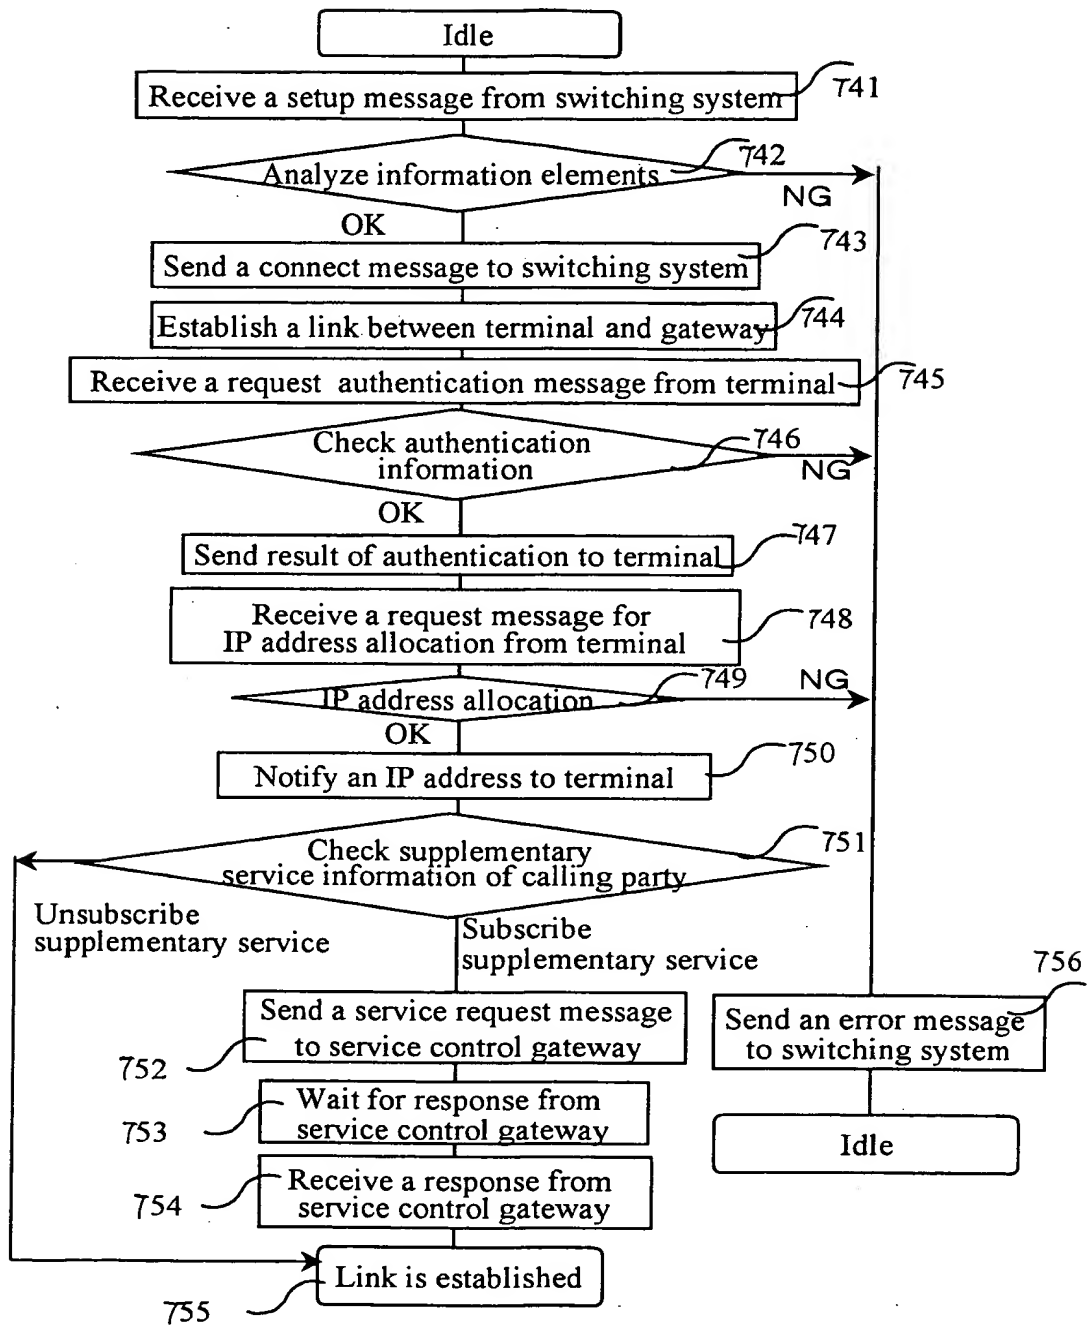 Idle
Receive a setup message from switching system
741
Analyze information elements
742
NG
OK
743
Send a connect message to switching system
Establish a link between terminal and gateway
744
Receive a request authentication message from terminal
745
Check authentication
information
746
NG
OK
Send result of authentication to terminal
747
Receive a request message for
IP address allocation from terminal
748
IP address allocation
749
NG
OK
Notify an IP address to terminal
750
Check supplementary
service information of calling party
751
Unsubscribe
supplementary service
Subscribe
supplementary service
Send a service request message
to service control gateway
752
Send an error message
to switching system
756
Wait for response from
service control gateway
753
Idle
Receive a response from
service control gateway
754
Link is established
755